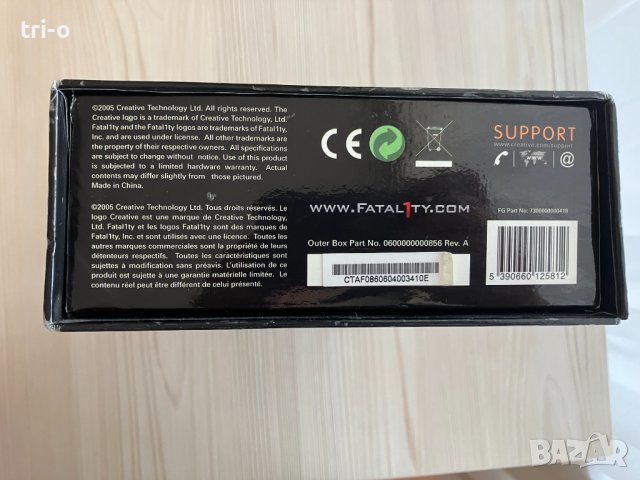 tri-o
©2005 Creative Technology Ltd. All rights reserved. The
Creative logo is a trademark of Creative Technology, Ltd.
Fatal1ty and the Fatal1ty logos are trademarks of Fatal1ty,
Inc. and are used under license. All other trademarks are
the property of their respective owners. All specifications
are subject to change without notice. Use of this product
is subjected to a limited hardware warranty. Actual
contents may differ slightly from those pictured.
Made in China.
©2005 Creative Technology Ltd. Tous droits réservés. Le
logo Creative est une marque de Creative Technology,
Ltd. Fatal1ty et les logos Fatal1ty sont des marques de
Fatal1ty, Inc. et sont utilisés avec une licence. Toutes les
autres marques commerciales sont la propriété de leurs
détenteurs respectifs. Toutes les caractéristiques sont
sujettes à modification sans préavis. L'utilisation de ce
produit est sujette à une garantie matérielle limitée. Le
contenu réel peut être différent de celui présenté.
CE
WWW.FATAL1TY.COM
Outer Box Part No. 0600000000856 Rev. A
CTAF0860604003410E
SUPPORT
www.creative.com/support
@
FG Part No: 7300000000418
5 390660 125812
bazar